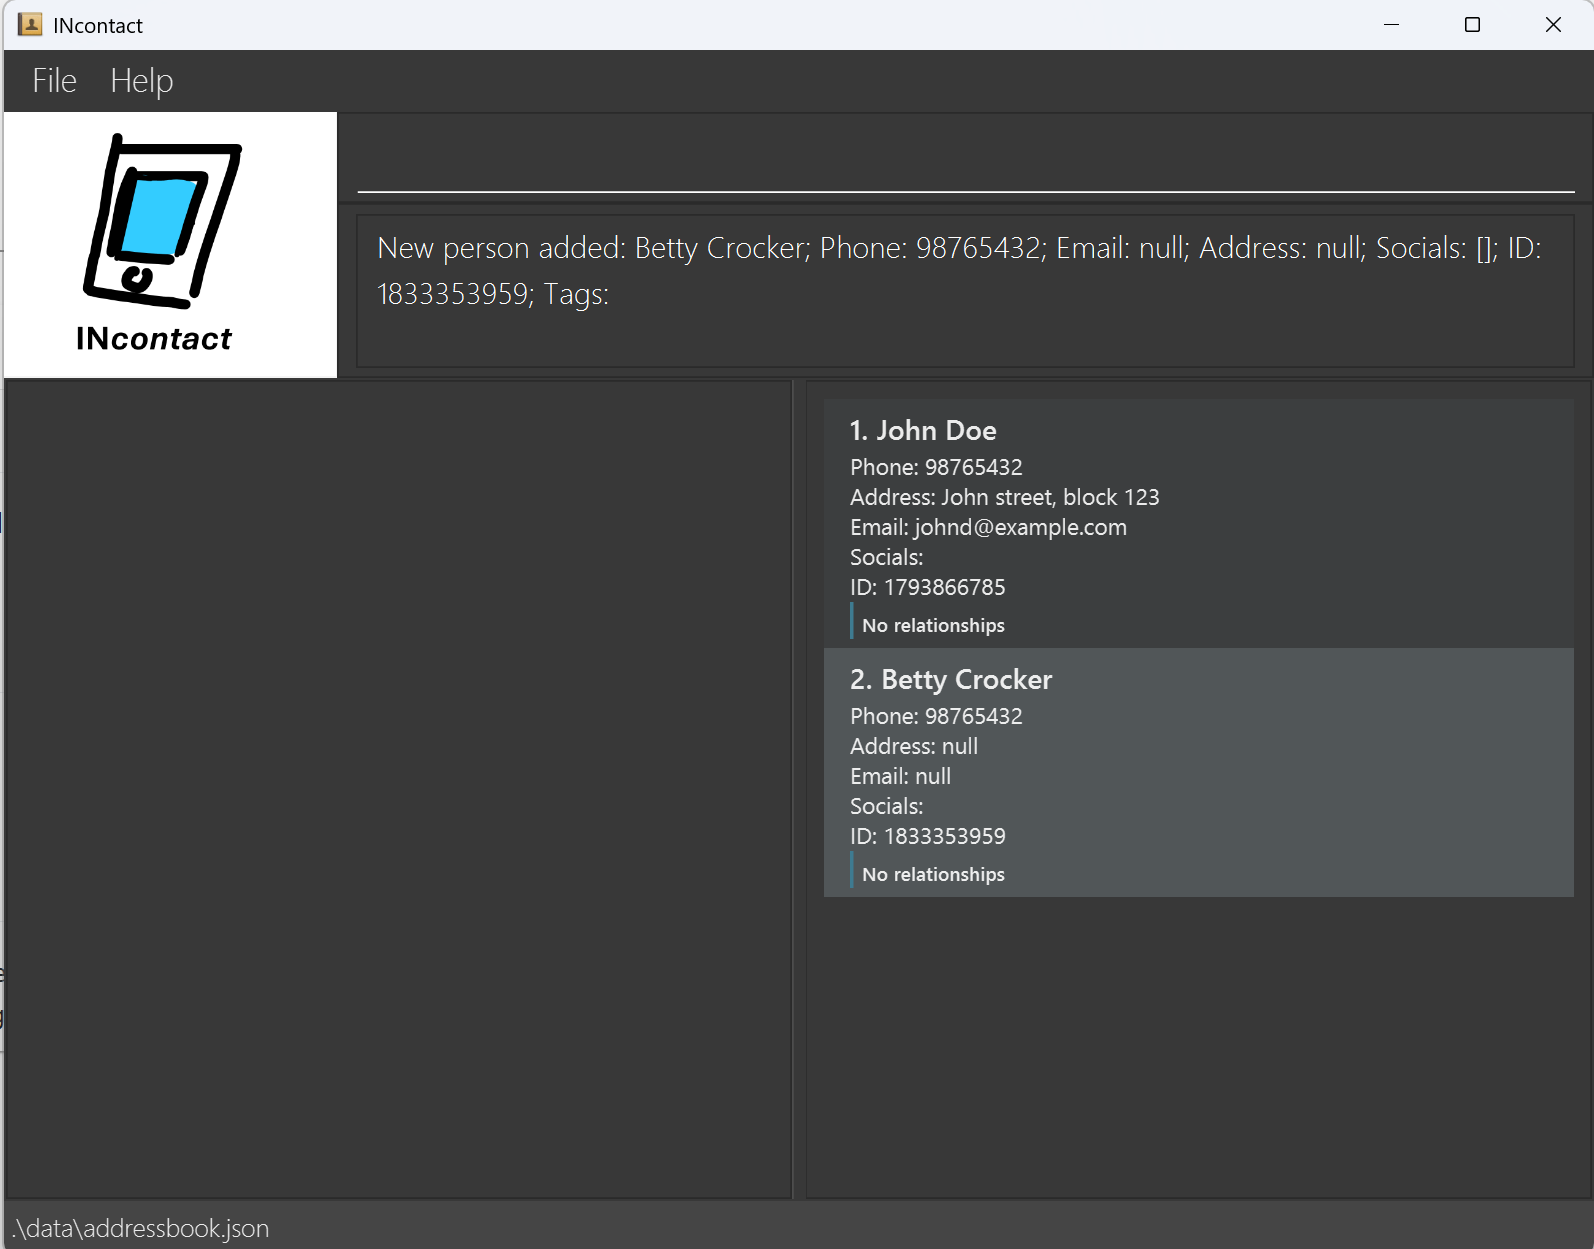 INcontact
File Help
INcontact
New person added: Betty Crocker; Phone: 98765432; Email: null; Address: null; Socials: []; ID:
1833353959; Tags:
1. John Doe
Phone: 98765432
Address: John street, block 123
Email: johnd@example.com
Socials:
ID: 1793866785
No relationships
2. Betty Crocker
Phone: 98765432
Address: null
Email: null
Socials:
ID: 1833353959
No relationships
.\data\addressbook.json